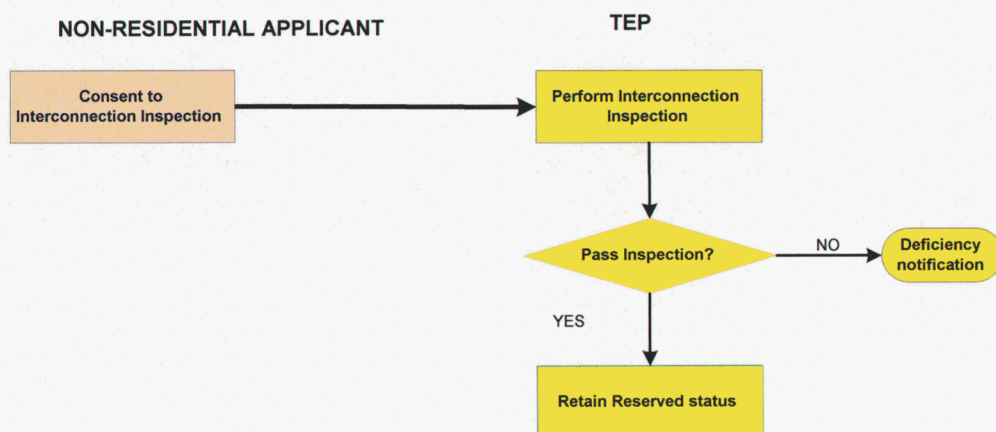 NON-RESIDENTIAL APPLICANT
TEP
Consent to
Interconnection Inspection
Perform Interconnection
Inspection
Pass Inspection?
NO
Deficiency
notification
YES
Retain Reserved status